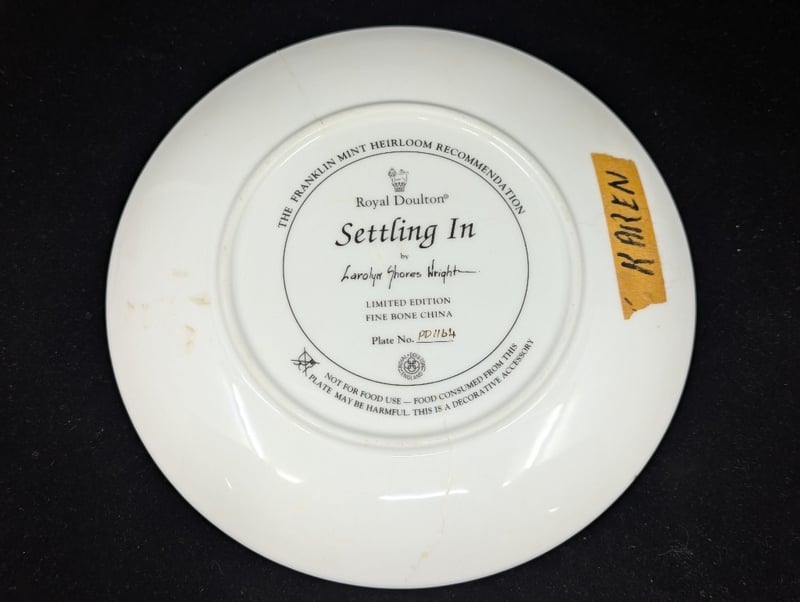 THE FRANKLIN MINT HEIRLOOM RECOMMENDATION
Royal Doulton®
Settling In
by
Carolyn Shores Wright
LIMITED EDITION
FINE BONE CHINA
Plate No. PD1164
NOT FOR FOOD USE — FOOD CONSUMED FROM THIS
PLATE MAY BE HARMFUL. THIS IS A DECORATIVE ACCESSORY
KAREN